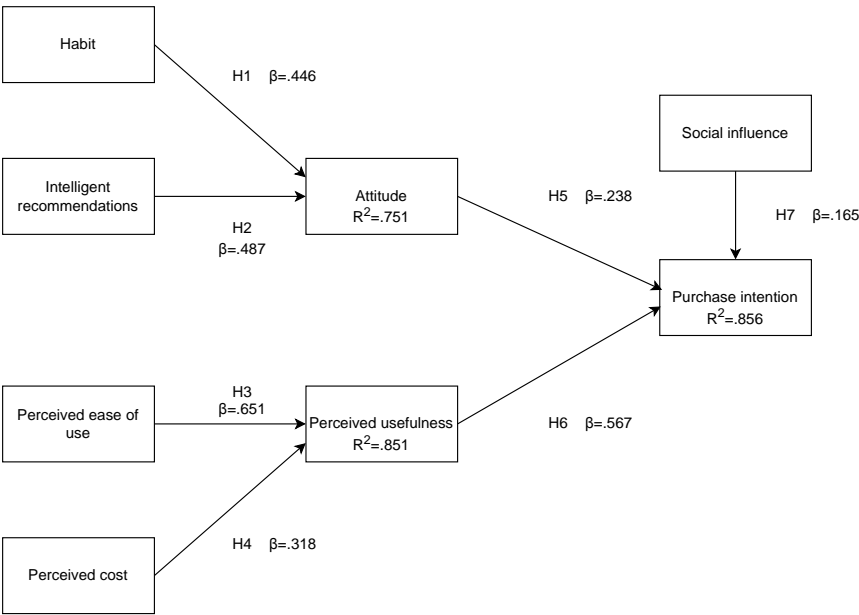 Habit
H1 β=.446
Social influence
Intelligent
recommendations
Attitude
R²=.751
H2
β=.487
H5 β=.238
H7 β=.165
Purchase intention
R²=.856
H3
β=.651
Perceived ease of
use
Perceived usefulness
R²=.851
H6 β=.567
H4 β=.318
Perceived cost